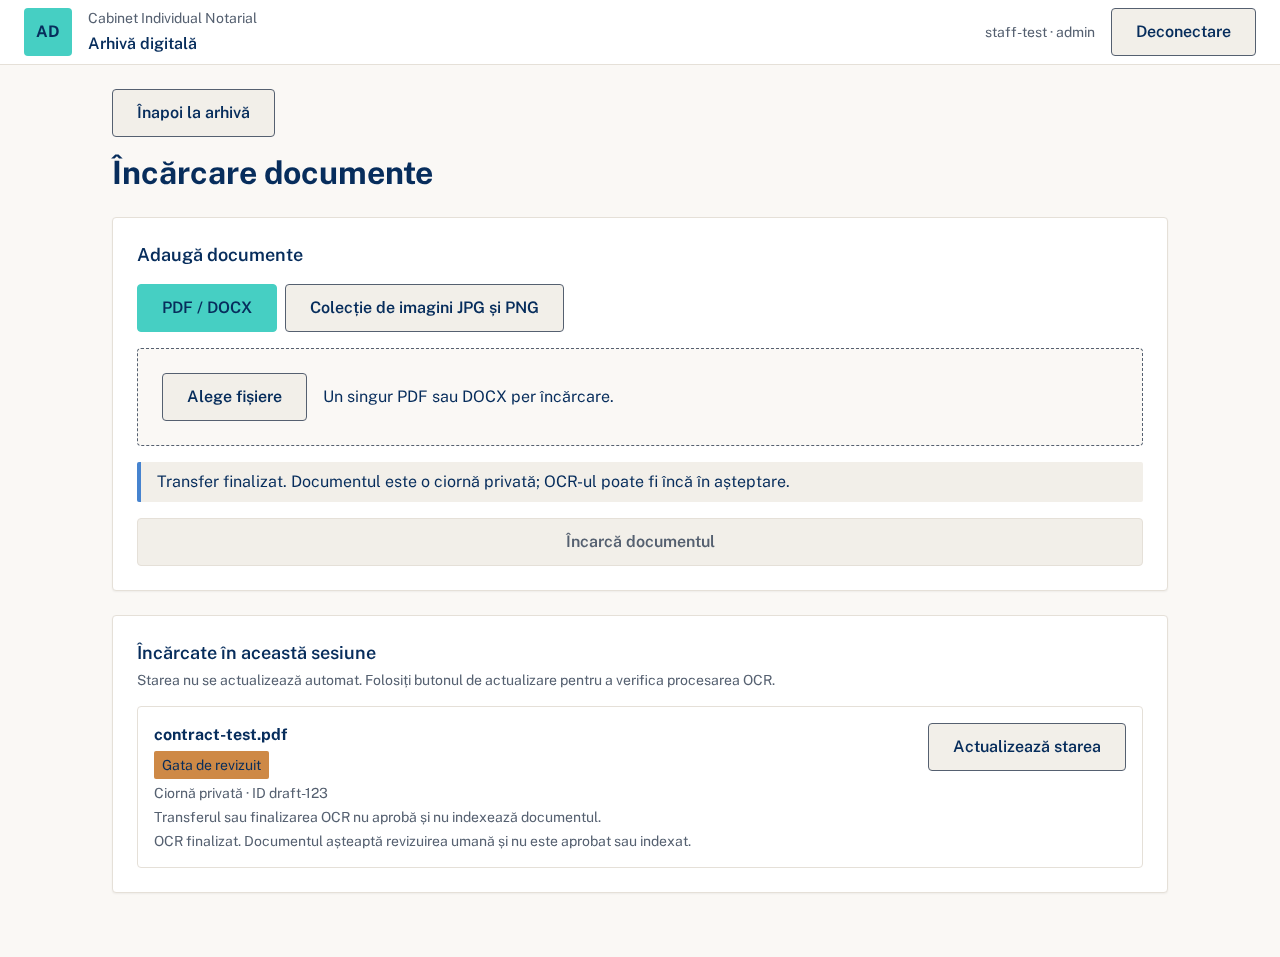 AD
Cabinet Individual Notarial
Arhivă digitală
staff-test · admin
Deconectare
Înapoi la arhivă
Încărcare documente
Adaugă documente
PDF / DOCX
Colecție de imagini JPG și PNG
Alege fișiere
Un singur PDF sau DOCX per încărcare.
Transfer finalizat. Documentul este o ciornă privată; OCR-ul poate fi încă în așteptare.
Încarcă documentul
Încărcate în această sesiune
Starea nu se actualizează automat. Folosiți butonul de actualizare pentru a verifica procesarea OCR.
contract-test.pdf
Actualizează starea
Gata de revizuit
Ciornă privată · ID draft-123
Transferul sau finalizarea OCR nu aprobă și nu indexează documentul.
OCR finalizat. Documentul așteaptă revizuirea umană și nu este aprobat sau indexat.